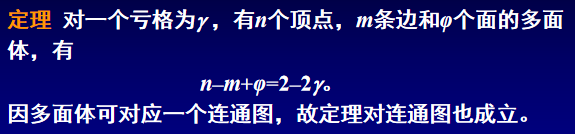 定理 对一个亏格为γ，有n个顶点，m条边和φ个面的多面
体，有
n–m+φ=2–2γ。
因多面体可对应一个连通图，故定理对连通图也成立。